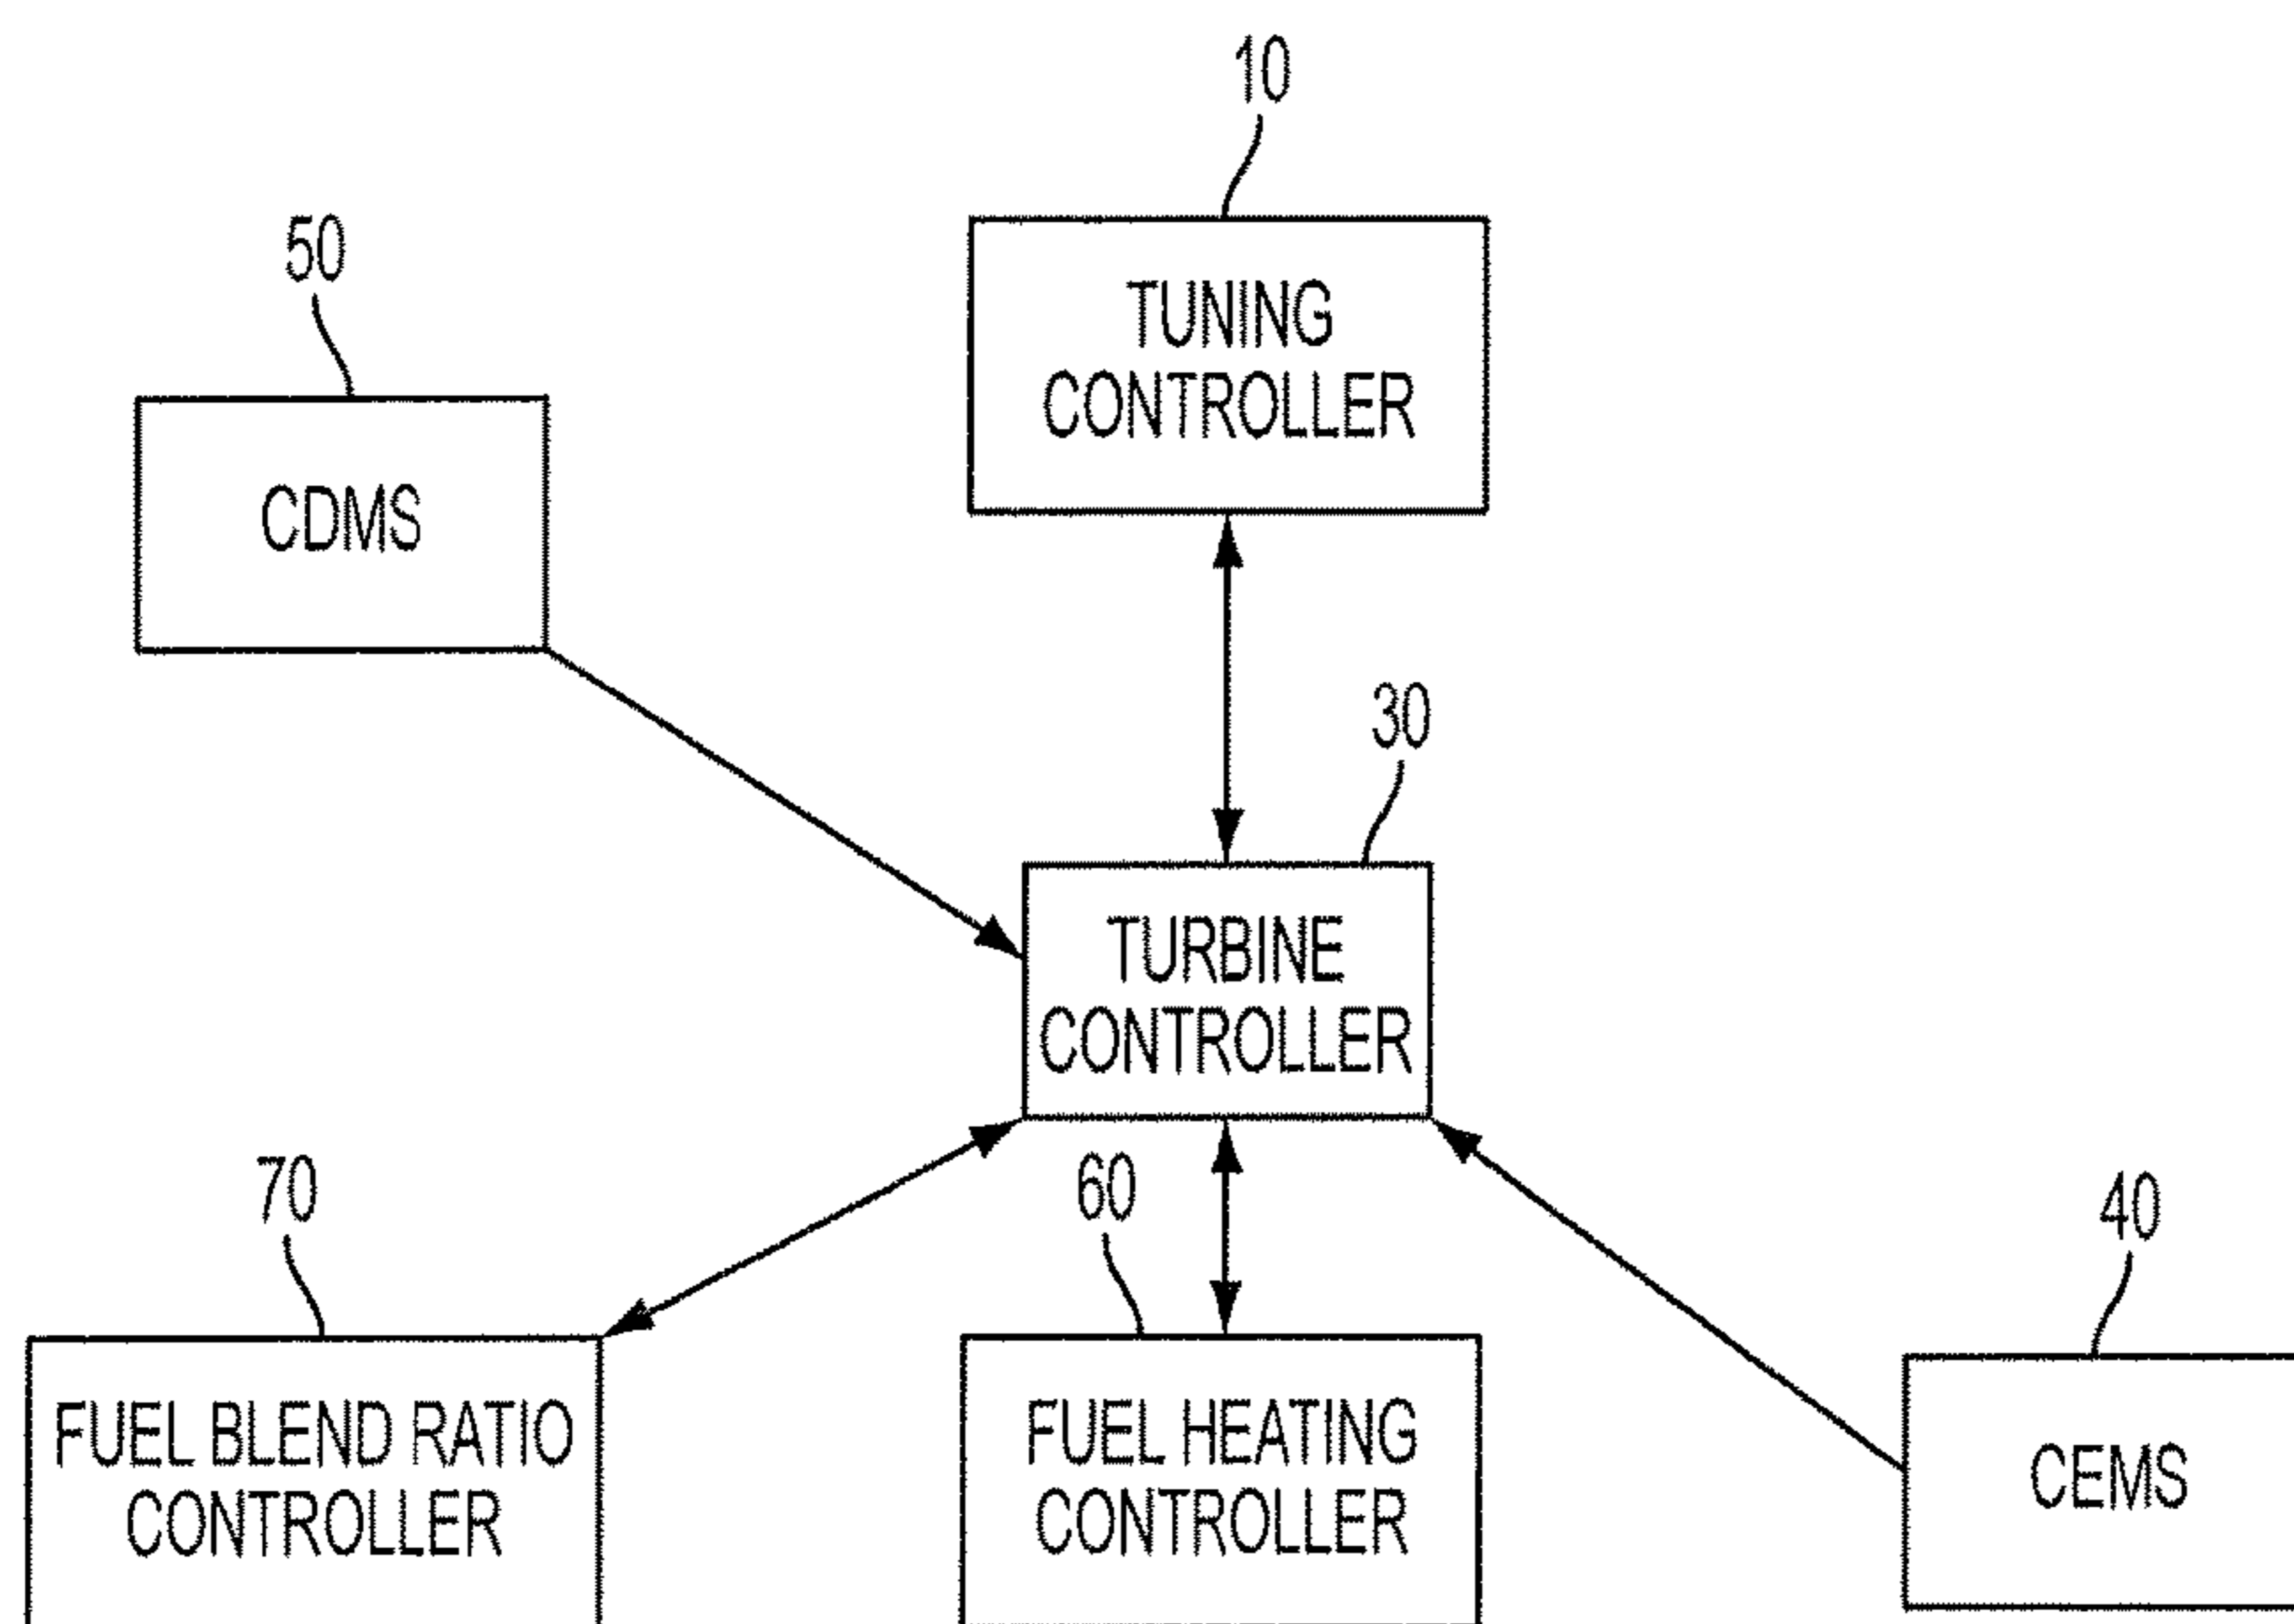 10
50
TUNING
CONTROLLER
CDMS
30
TURBINE
CONTROLLER
70
60
40
FUEL BLEND RATIO
CONTROLLER
FUEL HEATING
CONTROLLER
CEMS